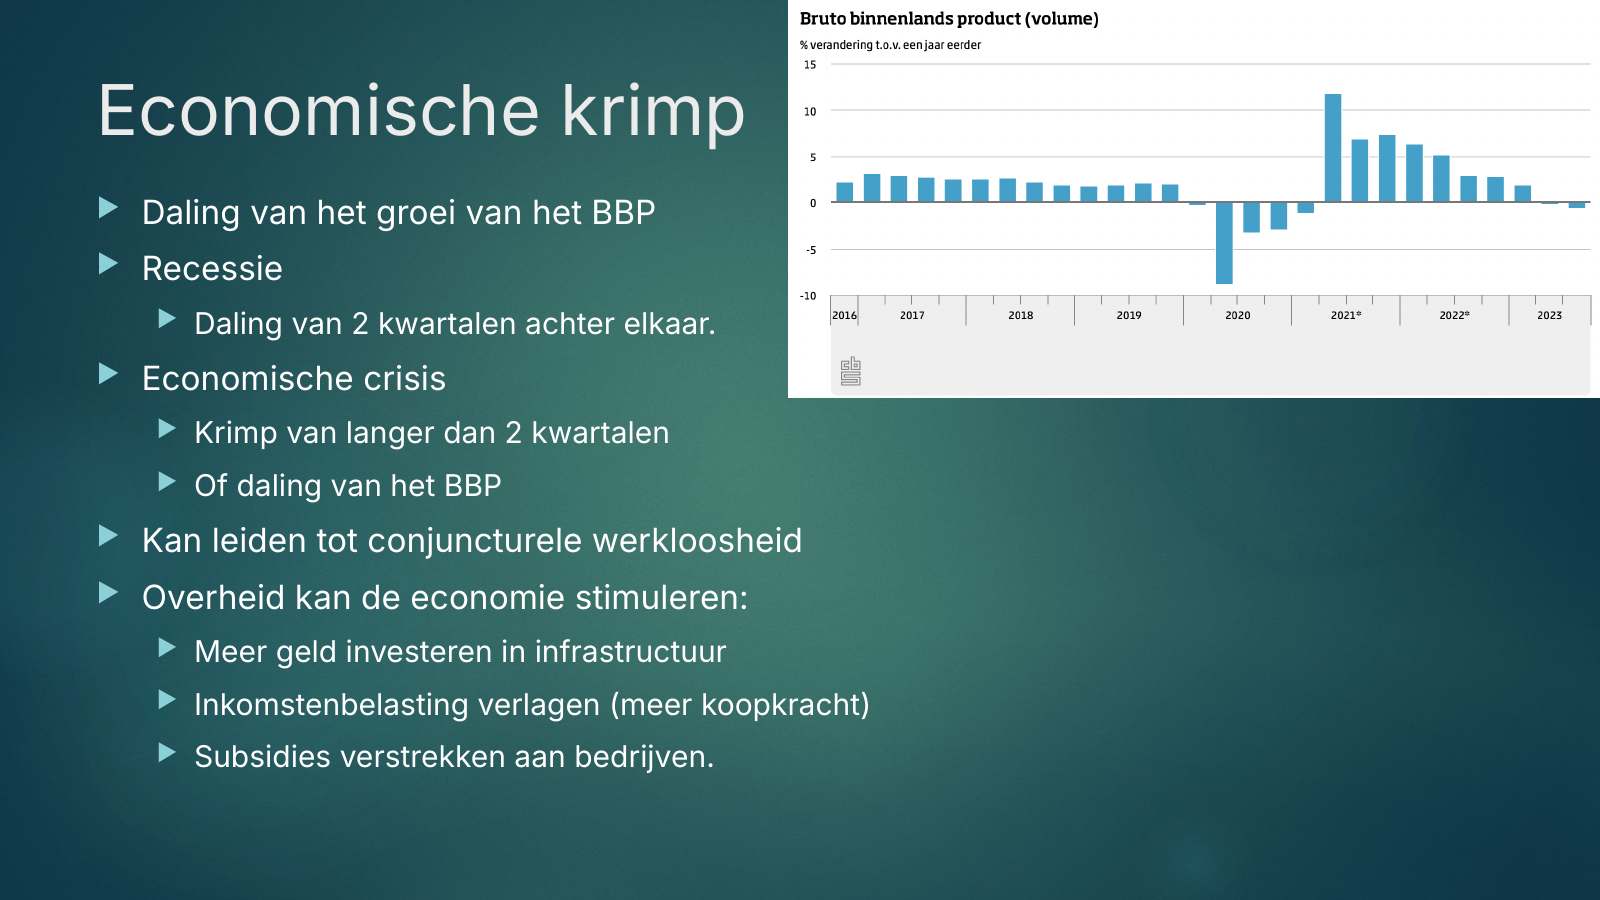 Economische krimp
Daling van het groei van het BBP
Recessie
Daling van 2 kwartalen achter elkaar.
Economische crisis
Krimp van langer dan 2 kwartalen
Of daling van het BBP
Kan leiden tot conjuncturele werkloosheid
Overheid kan de economie stimuleren:
Meer geld investeren in infrastructuur
Inkomstenbelasting verlagen (meer koopkracht)
Subsidies verstrekken aan bedrijven.
Bruto binnenlands product (volume)
% verandering t.o.v. een jaar eerder
15
10
5
0
-5
-10
2016 2017 2018 2019 2020 2021* 2022* 2023
cbs